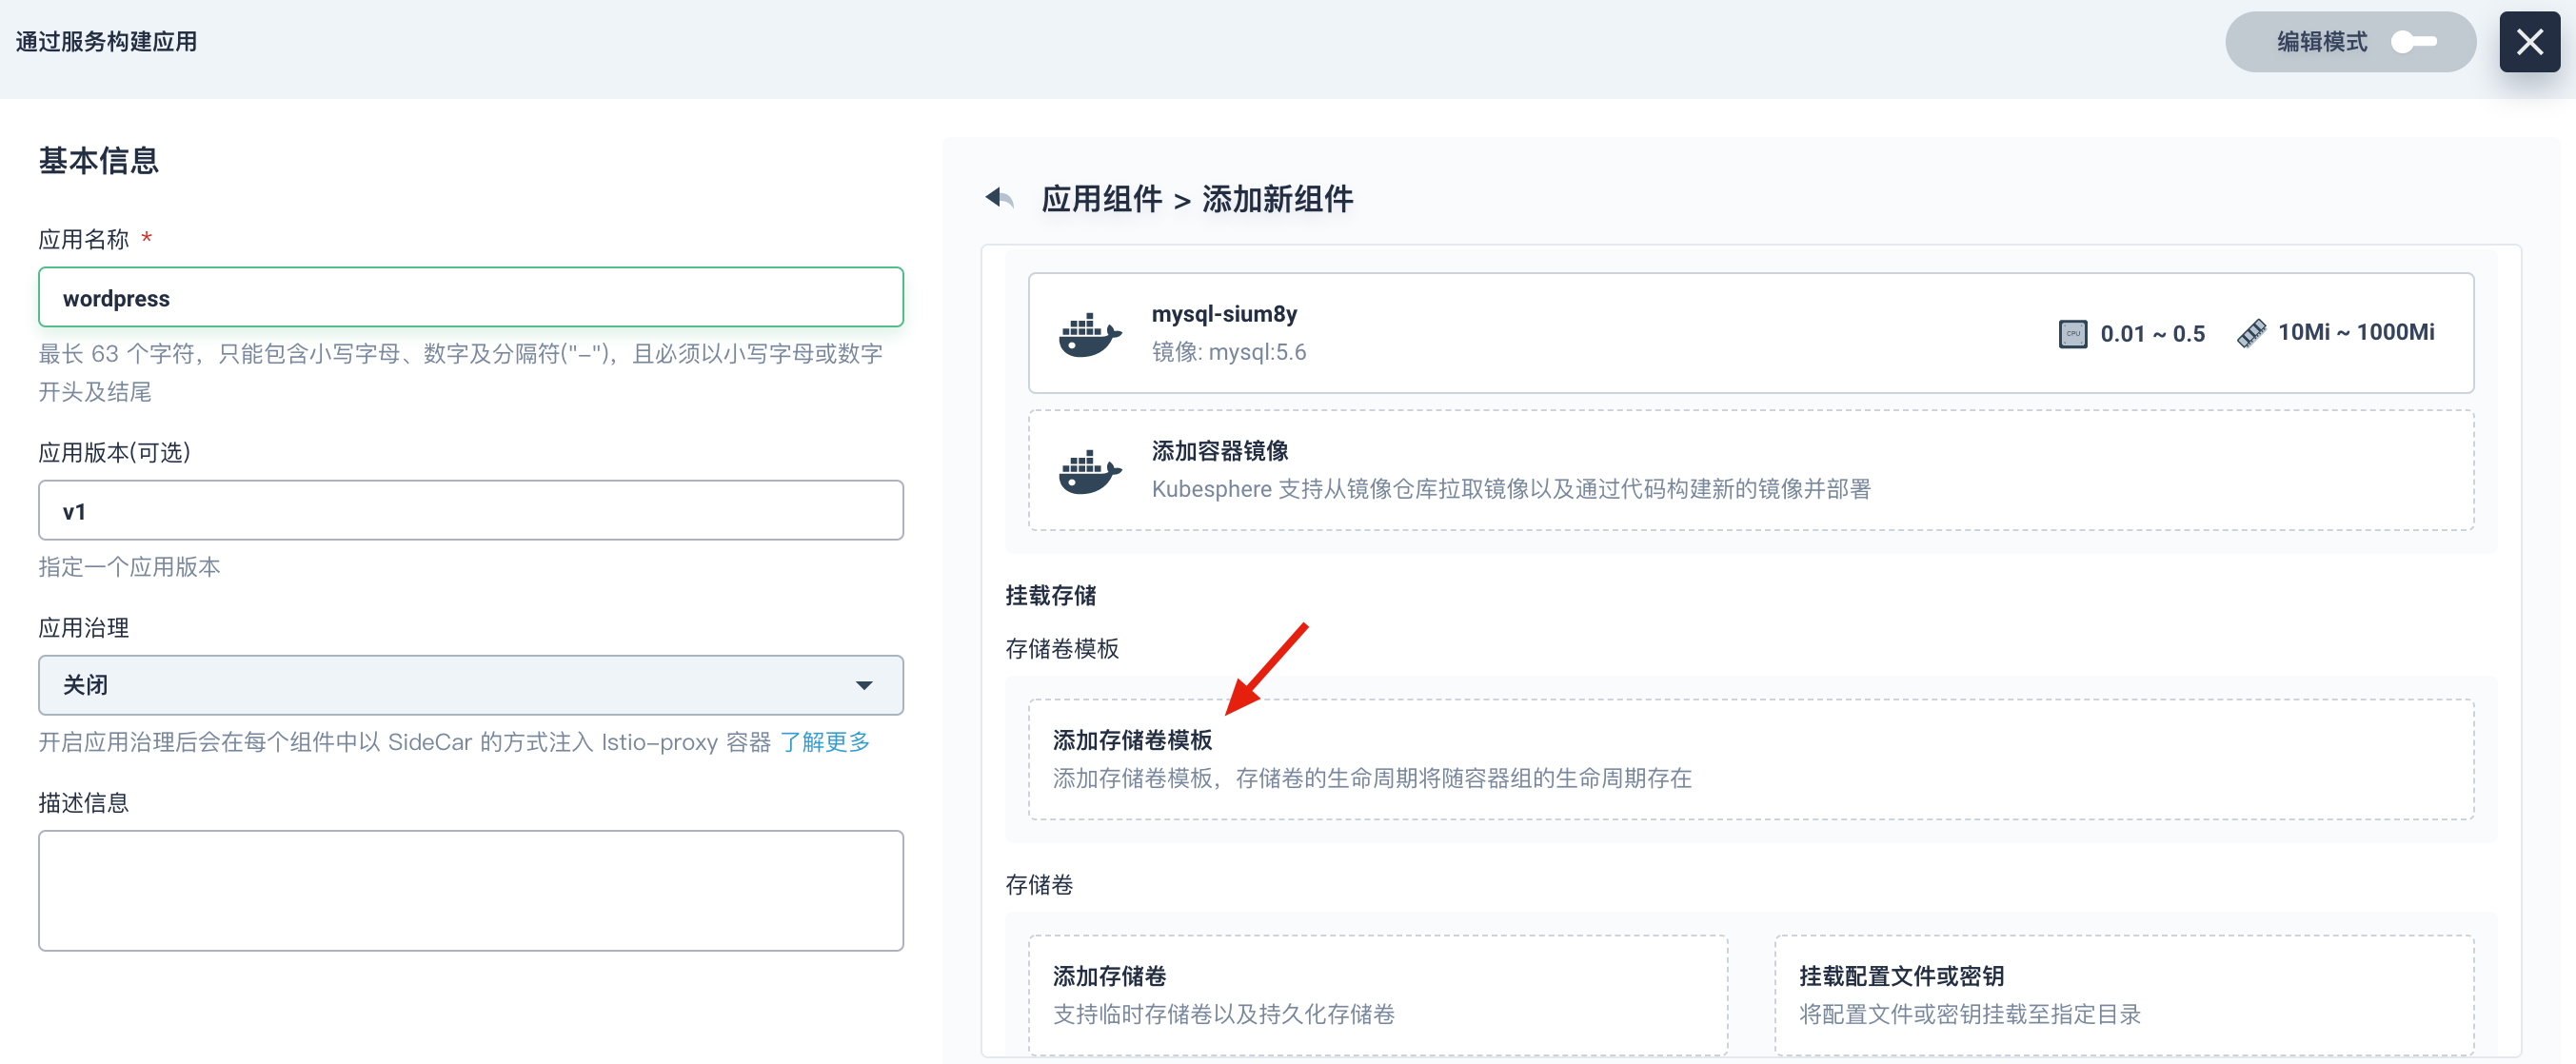 通过服务构建应用
编辑模式
基本信息
应用名称 *
wordpress
最长 63 个字符，只能包含小写字母、数字及分隔符("-")，且必须以小写字母或数字
开头及结尾
应用版本(可选)
v1
指定一个应用版本
应用治理
关闭
开启应用治理后会在每个组件中以 SideCar 的方式注入 Istio-proxy 容器 了解更多
描述信息
应用组件 > 添加新组件
mysql-sium8y
镜像: mysql:5.6
CPU
0.01 ~ 0.5
10Mi ~ 1000Mi
添加容器镜像
Kubesphere 支持从镜像仓库拉取镜像以及通过代码构建新的镜像并部署
挂载存储
存储卷模板
添加存储卷模板
添加存储卷模板，存储卷的生命周期将随容器组的生命周期存在
存储卷
添加存储卷
支持临时存储卷以及持久化存储卷
挂载配置文件或密钥
将配置文件或密钥挂载至指定目录